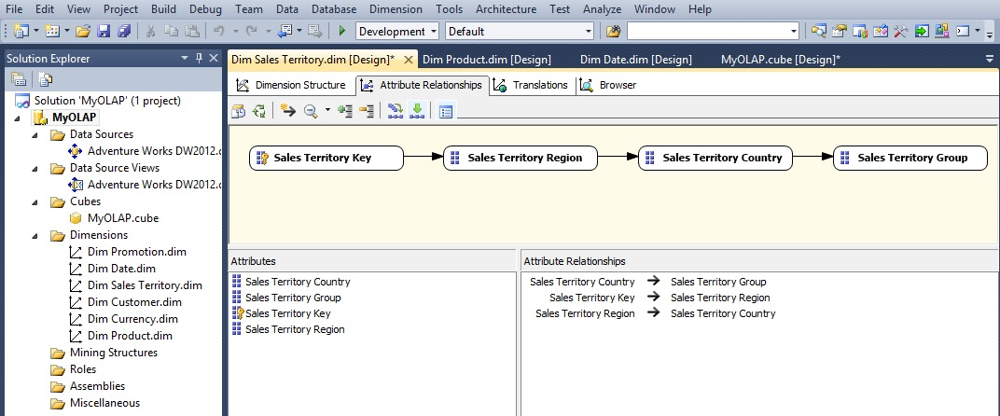 File Edit View Project Build Debug Team Data Database Dimension Tools Architecture Test Analyze Window Help
Development Default
Solution Explorer
Dim Sales Territory.dim [Design]* Dim Product.dim [Design] Dim Date.dim [Design] MyOLAP.cube [Design]*
Dimension Structure Attribute Relationships Translations Browser
Solution 'MyOLAP' (1 project)
MyOLAP
Data Sources
Adventure Works DW2012.d
Data Source Views
Adventure Works DW2012.d
Cubes
MyOLAP.cube
Dimensions
Dim Promotion.dim
Dim Date.dim
Dim Sales Territory.dim
Dim Customer.dim
Dim Currency.dim
Dim Product.dim
Mining Structures
Roles
Assemblies
Miscellaneous
Sales Territory Key Sales Territory Region Sales Territory Country Sales Territory Group
Attributes
Sales Territory Country
Sales Territory Group
Sales Territory Key
Sales Territory Region
Attribute Relationships
Sales Territory Country → Sales Territory Group
Sales Territory Key → Sales Territory Region
Sales Territory Region → Sales Territory Country